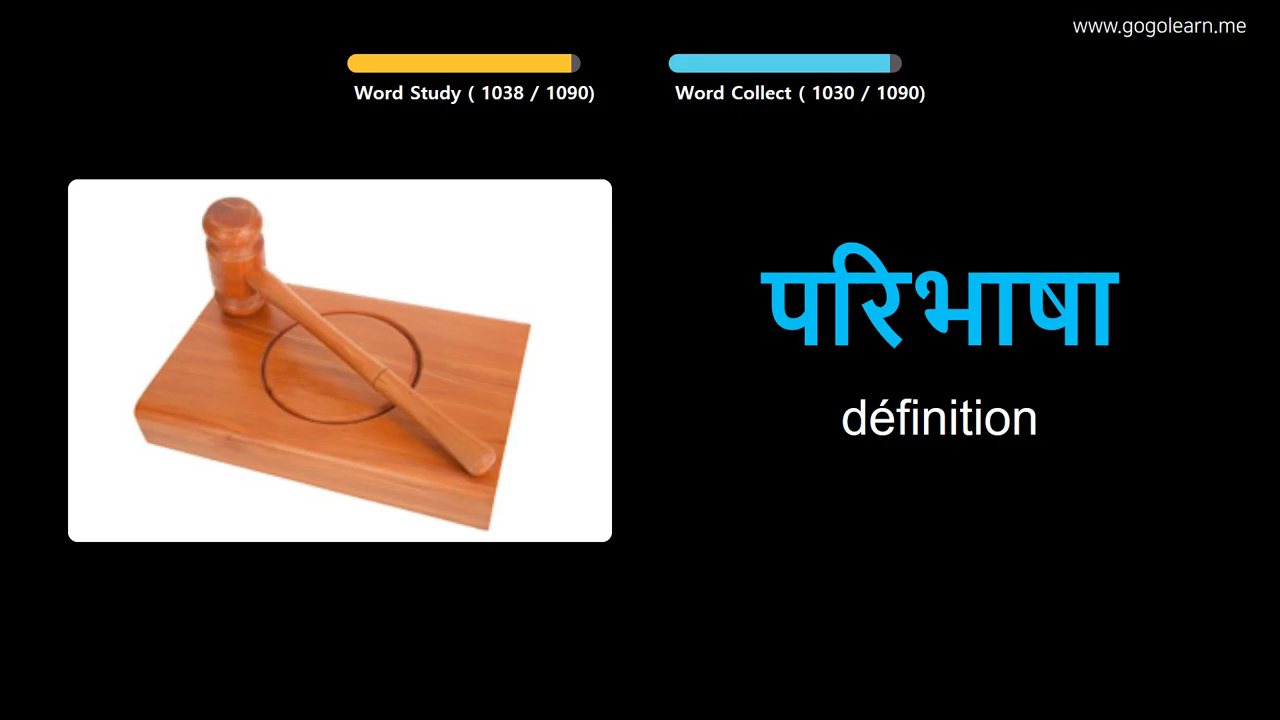 www.gogolearn.me
Word Study ( 1038 / 1090)
Word Collect ( 1030 / 1090)
परिभाषा
définition